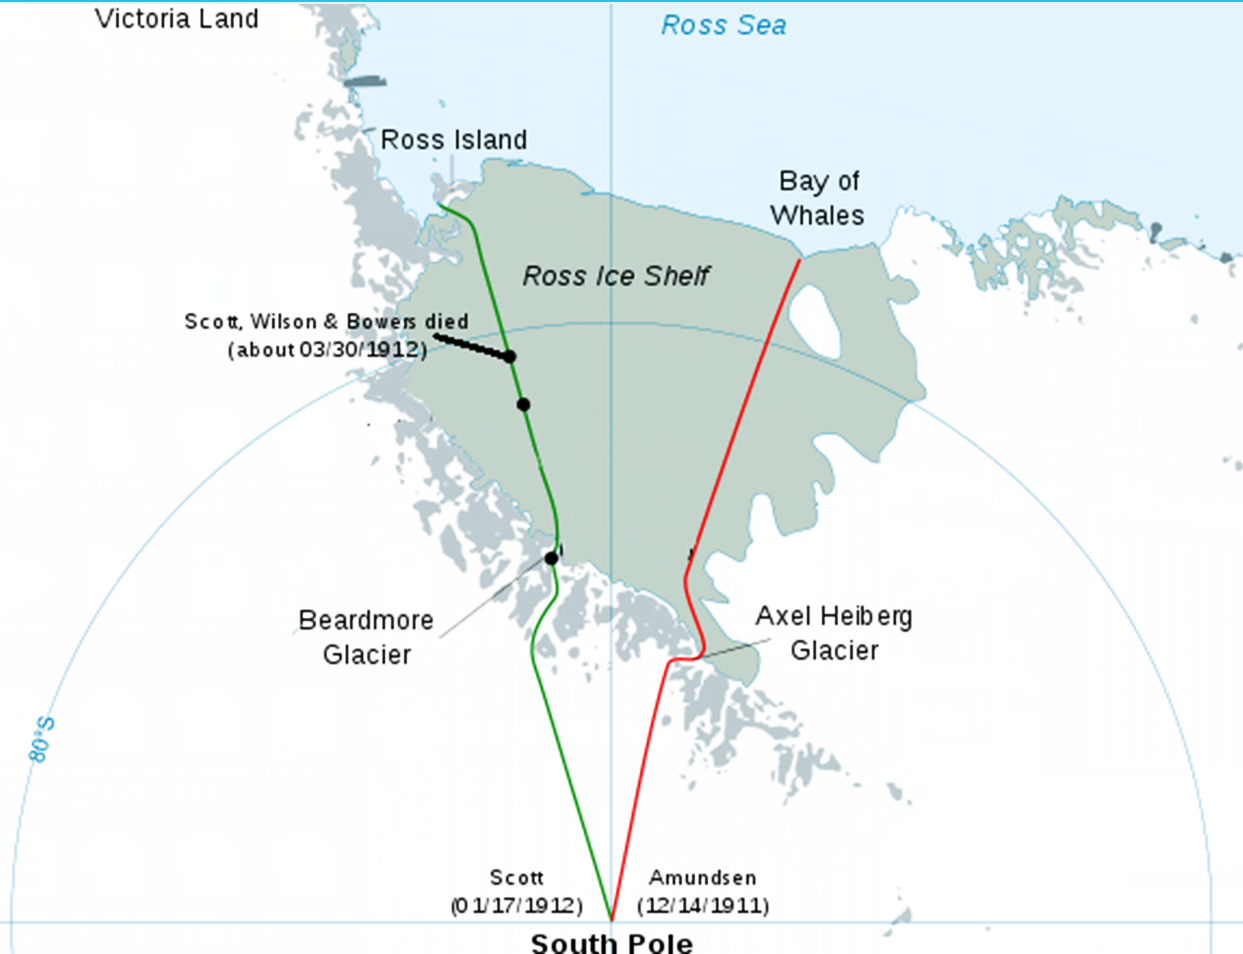 Victoria Land
Ross Sea
Ross Island
Bay of
Whales
Ross Ice Shelf
Scott, Wilson & Bowers died
(about 03/30/1912)
Beardmore
Glacier
Axel Heiberg
Glacier
80°S
Scott
(01/17/1912)
Amundsen
(12/14/1911)
South Pole